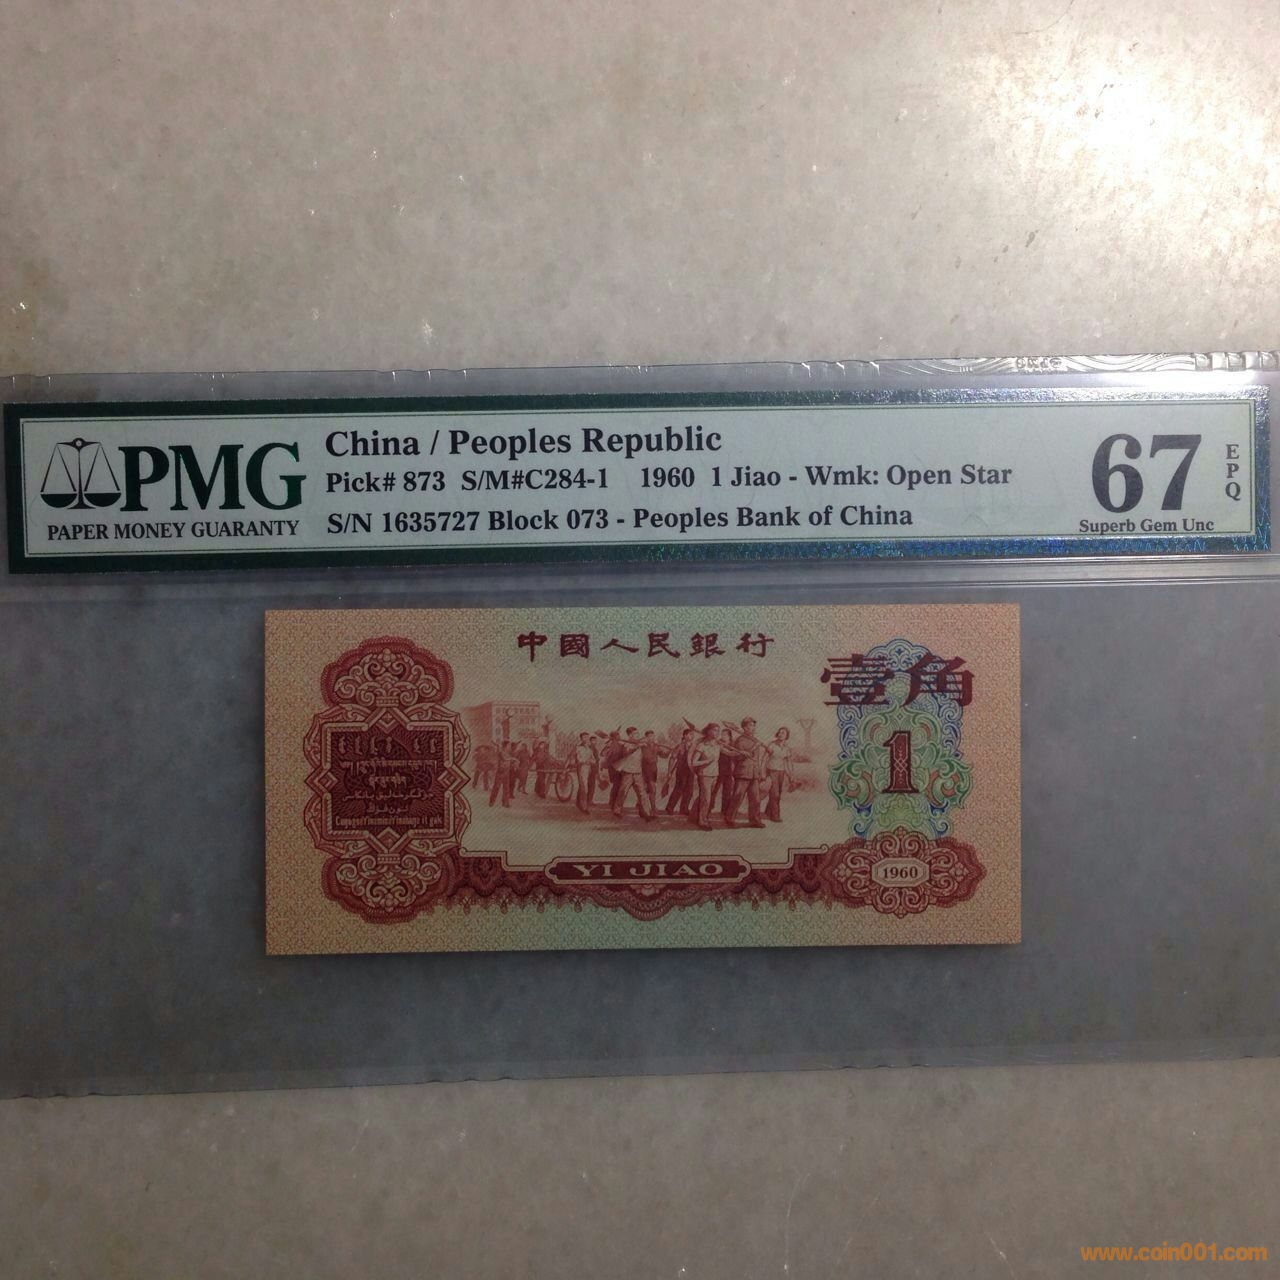 PMG
PAPER MONEY GUARANTY
China / Peoples Republic
Pick# 873 S/M#C284-1 1960 1 Jiao - Wmk: Open Star
S/N 1635727 Block 073 - Peoples Bank of China
67
EPQ
Superb Gem Unc
中國人民銀行
壹角
1
YI JIAO
1960
www.coin001.com